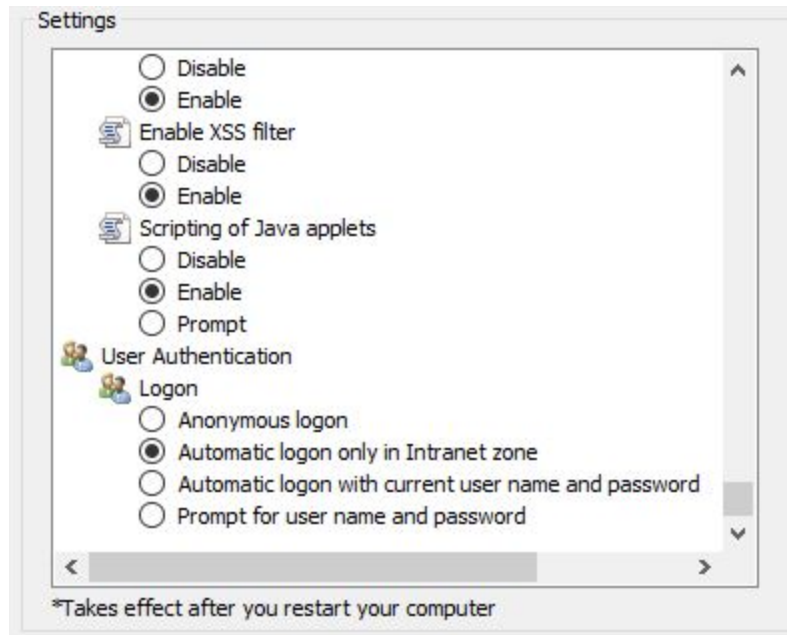 Settings
Disable
Enable
Enable XSS filter
Disable
Enable
Scripting of Java applets
Disable
Enable
Prompt
User Authentication
Logon
Anonymous logon
Automatic logon only in Intranet zone
Automatic logon with current user name and password
Prompt for user name and password
*Takes effect after you restart your computer